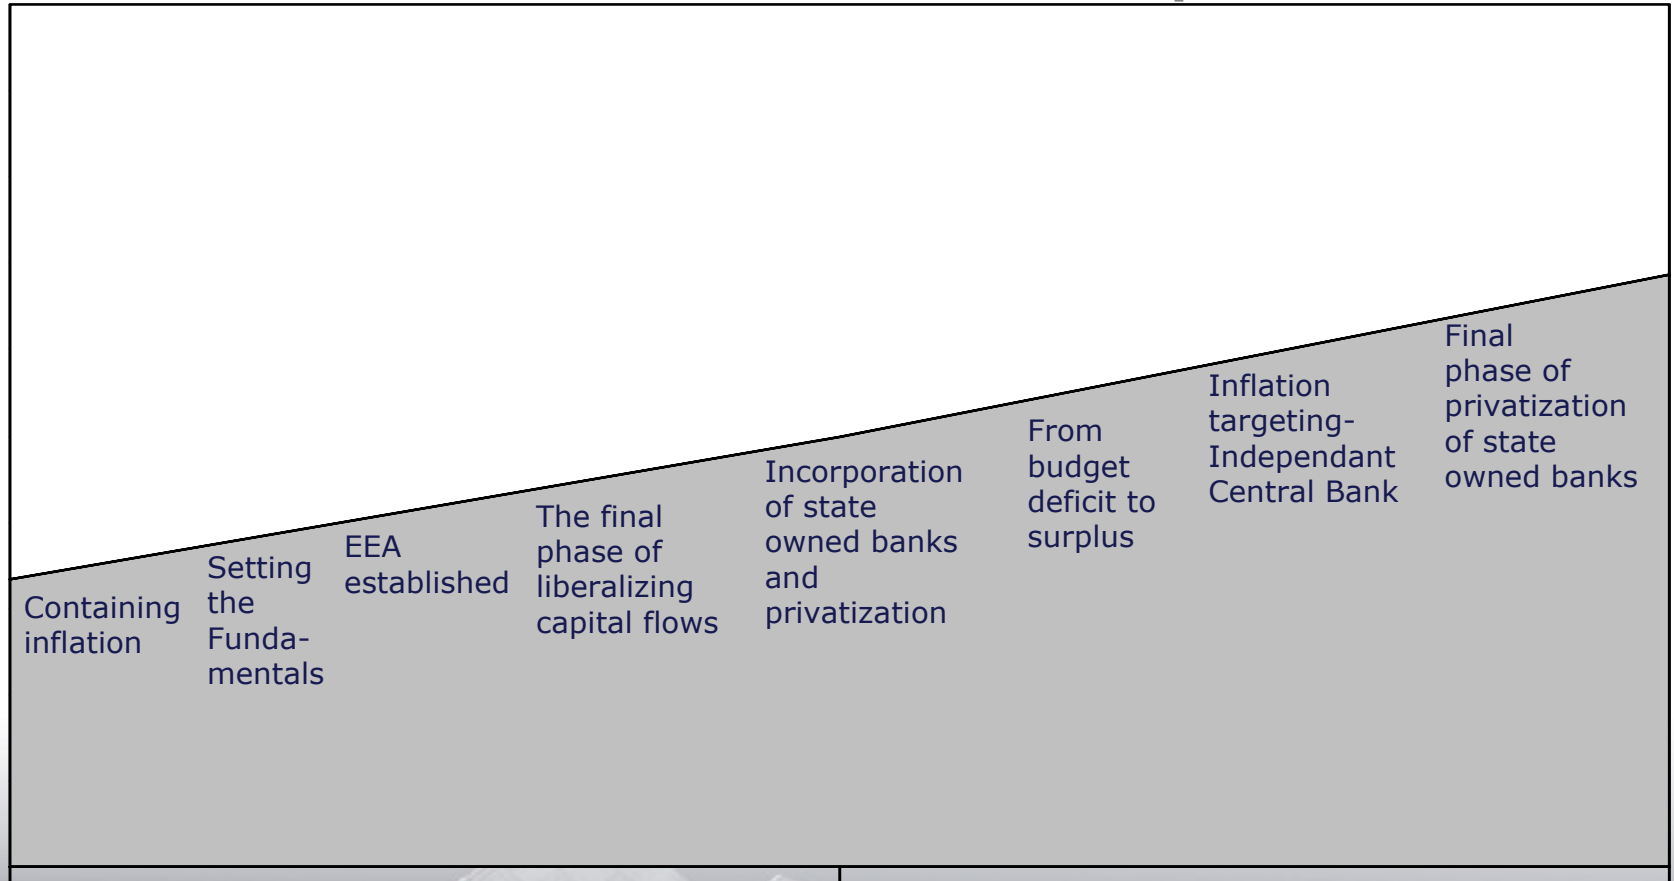 Containing
inflation
Setting
the
Funda-
mentals
EEA
established
The final
phase of
liberalizing
capital flows
Incorporation
of state
owned banks
and
privatization
From
budget
deficit to
surplus
Inflation
targeting-
Independant
Central Bank
Final
phase of
privatization
of state
owned banks